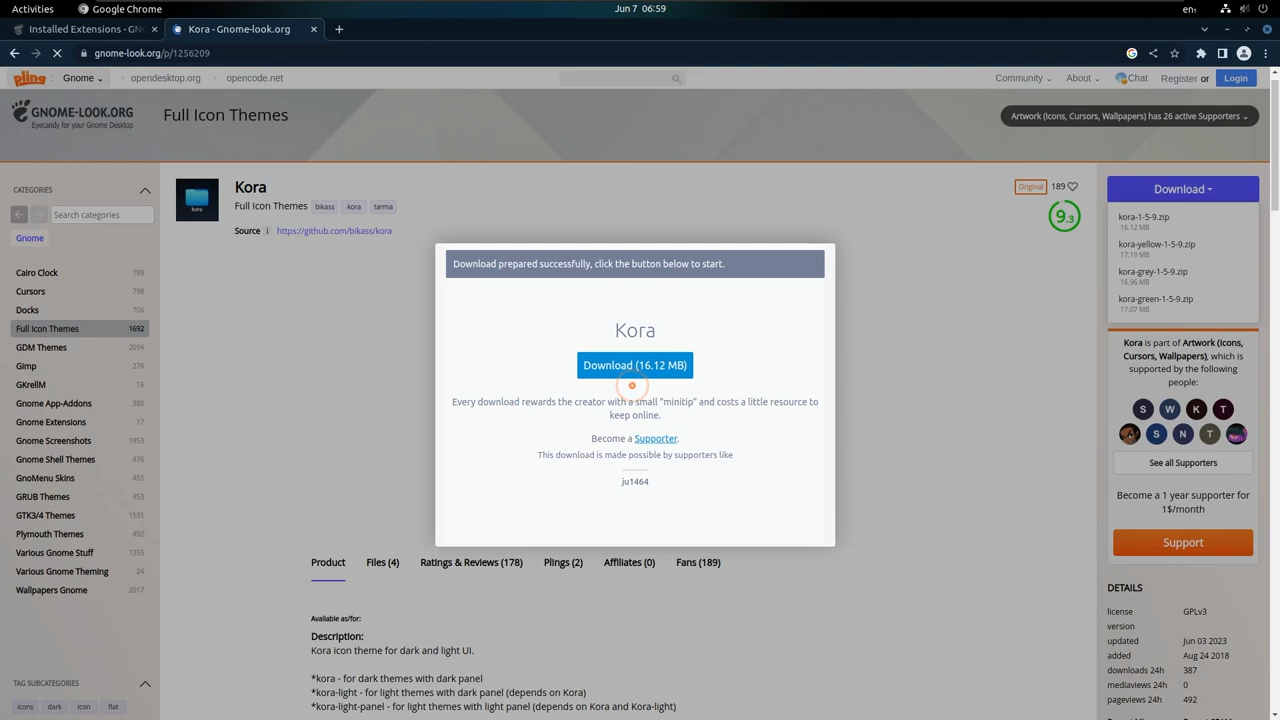 Activities
Google Chrome
Jun 7 06:59
en
Installed Extensions - GNO
Kora - Gnome-look.org
gnome-look.org/p/1256209
pling
Gnome
opendesktop.org
opencode.net
Community
About
Chat
Register or
Login
GNOME-LOOK.ORG
Eyecandy for your Gnome Desktop
Full Icon Themes
Artwork (Icons, Cursors, Wallpapers) has 26 active Supporters
CATEGORIES
Search categories
Gnome
Cairo Clock 189
Cursors 798
Docks 706
Full Icon Themes 1692
GDM Themes 2094
Gimp 276
GKrellM 16
Gnome App-Addons 380
Gnome Extensions 17
Gnome Screenshots 1953
Gnome Shell Themes 456
GnoMenu Skins 45
GRUB Themes 453
GTK3/4 Themes 1531
Plymouth Themes 492
Various Gnome Stuff 1355
Various Gnome Theming 24
Wallpapers Gnome 2017
TAG SUBCATEGORIES
icons dark icon flat
kora
Kora
Full Icon Themes bikass kora tarma
Source i https://github.com/bikass/kora
Original 189
9.3
Download prepared successfully, click the button below to start.
Kora
Download (16.12 MB)
Every download rewards the creator with a small "minitip" and costs a little resource to
keep online.
Become a Supporter.
This download is made possible by supporters like
ju1464
Product
Files (4)
Ratings & Reviews (178)
Plings (2)
Affiliates (0)
Fans (189)
Available as/for:
Description:
Kora icon theme for dark and light UI.
*kora - for dark themes with dark panel
*kora-light - for light themes with dark panel (depends on Kora)
*kora-light-panel - for light themes with light panel (depends on Kora and Kora-light)
Download
kora-1-5-9.zip
16.12 MB
kora-yellow-1-5-9.zip
17.19 MB
kora-grey-1-5-9.zip
16.96 MB
kora-green-1-5-9.zip
17.07 MB
Kora is part of Artwork (Icons,
Cursors, Wallpapers), which is
supported by the following
people:
S W K T
S N T
See all Supporters
Become a 1 year supporter for
1$/month
Support
DETAILS
license GPLv3
version
updated Jun 03 2023
added Aug 24 2018
downloads 24h 387
mediaviews 24h 0
pageviews 24h 492